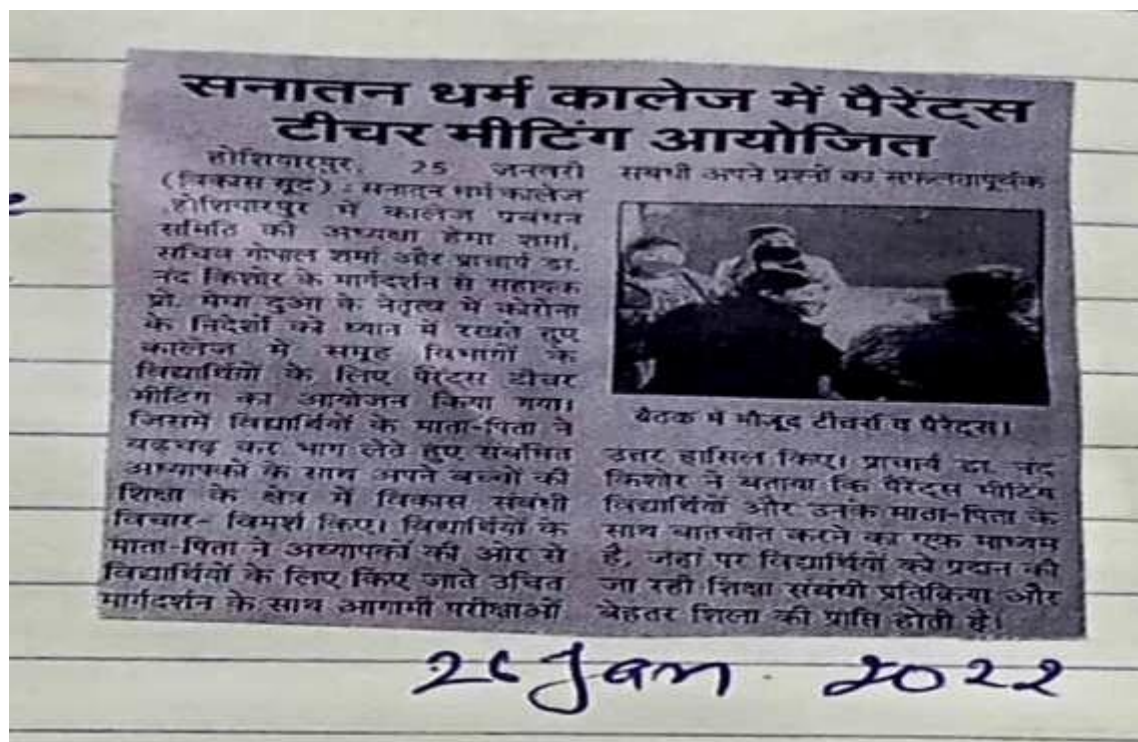 सनातन धर्म कालेज में पैरेंट्स
टीचर मीटिंग आयोजित
होशियारपुर, 25 जनवरी
(विकास सूद) : सनातन धर्म कालेज
होशियारपुर में कालेज प्रबंधन
समिति की अध्यक्षा हेमा शर्मा,
सचिव गोपाल शर्मा और प्राचार्य डा.
नंद किशोर के मार्गदर्शन से सहायक
प्रो. मेघा दुआ के नेतृत्व में कोरोना
के निर्देशों को ध्यान में रखते हुए
कालेज में समूह विभागों के
विद्यार्थियों के लिए पैरेंट्स टीचर
मीटिंग का आयोजन किया गया।
जिसमें विद्यार्थियों के माता-पिता ने
बढ़चढ़ कर भाग लेते हुए संबंधित
अध्यापकों के साथ अपने बच्चों की
शिक्षा के क्षेत्र में विकास संबंधी
विचार- विमर्श किए। विद्यार्थियों के
माता-पिता ने अध्यापकों की ओर से
विद्यार्थियों के लिए किए जाते उचित
मार्गदर्शन के साथ आगामी परीक्षाओं
संबंधी अपने प्रश्नों का सफलतापूर्वक
बैठक में मौजूद टीचर्स व पैरेंट्स।
उत्तर हासिल किए। प्राचार्य डा. नंद
किशोर ने बताया कि पैरेंट्स मीटिंग
विद्यार्थियों और उनके माता-पिता के
साथ बातचीत करने का एक माध्यम
है, जहां पर विद्यार्थियों को प्रदान की
जा रही शिक्षा संबंधी प्रतिक्रिया और
बेहतर शिक्षा की प्राप्ति होती है।
26 Jan. 2022